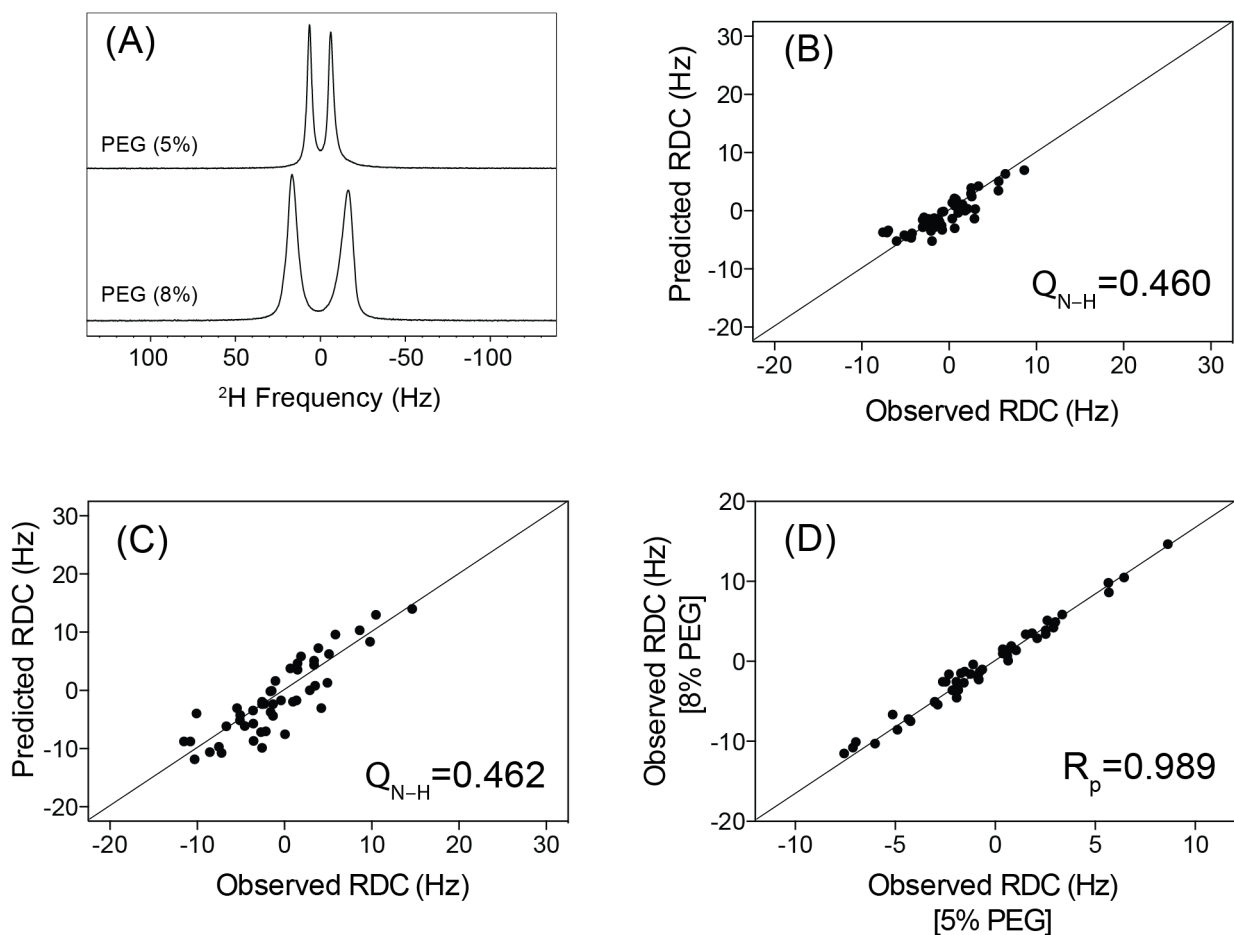 (A)
PEG (5%)
PEG (8%)
100 50 0 -50 -100
²H Frequency (Hz)
(B)
Predicted RDC (Hz)
30
20
10
0
-10
-20
Q_N–H=0.460
-20 -10 0 10 20 30
Observed RDC (Hz)
(C)
Predicted RDC (Hz)
30
20
10
0
-10
-20
Q_N–H=0.462
-20 -10 0 10 20 30
Observed RDC (Hz)
(D)
Observed RDC (Hz)
[8% PEG]
20
10
0
-10
-20
R_p=0.989
-10 -5 0 5 10
Observed RDC (Hz)
[5% PEG]